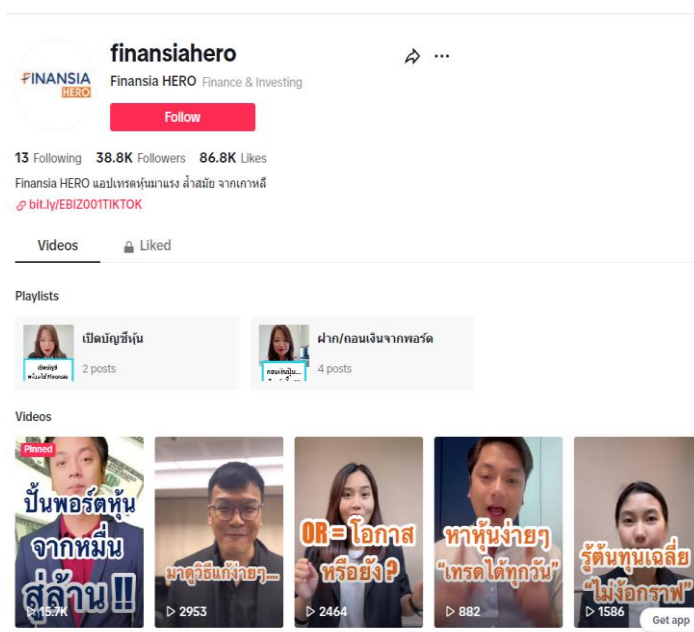 finansiahero
FINANSIA
HERO
Finansia HERO Finance & Investing
Follow
13 Following 38.8K Followers 86.8K Likes
Finansia HERO แอปเทรดหุ้นมาแรง ล้ำสมัย จากเกาหลี
bit.ly/EBIZ001TIKTOK
Videos Liked
Playlists
เปิดบัญชีหุ้น
2 posts
ฝาก/ถอนเงินจากพอร์ต
4 posts
Videos
Pinned
ปั้นพอร์ตหุ้น
จากหมื่น
สู่ล้าน !!
15.7K
มาดูวิธีแก้ง่ายๆ...
2953
OR = โอกาส
หรือยัง ?
2464
หาหุ้นง่ายๆ
"เทรดได้ทุกวัน"
882
รู้ต้นทุนเฉลี่ย
"ไม่ง้อกราฟ"
1586
Get app